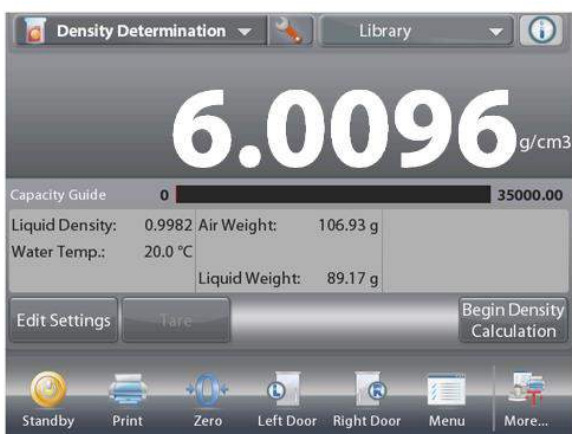 Density Determination Library
6.0096 g/cm3
Capacity Guide 0 35000.00
Liquid Density: 0.9982 Air Weight: 106.93 g
Water Temp.: 20.0 °C
Liquid Weight: 89.17 g
Edit Settings Tare Begin Density
Calculation
L R
Standby Print Zero Left Door Right Door Menu More...